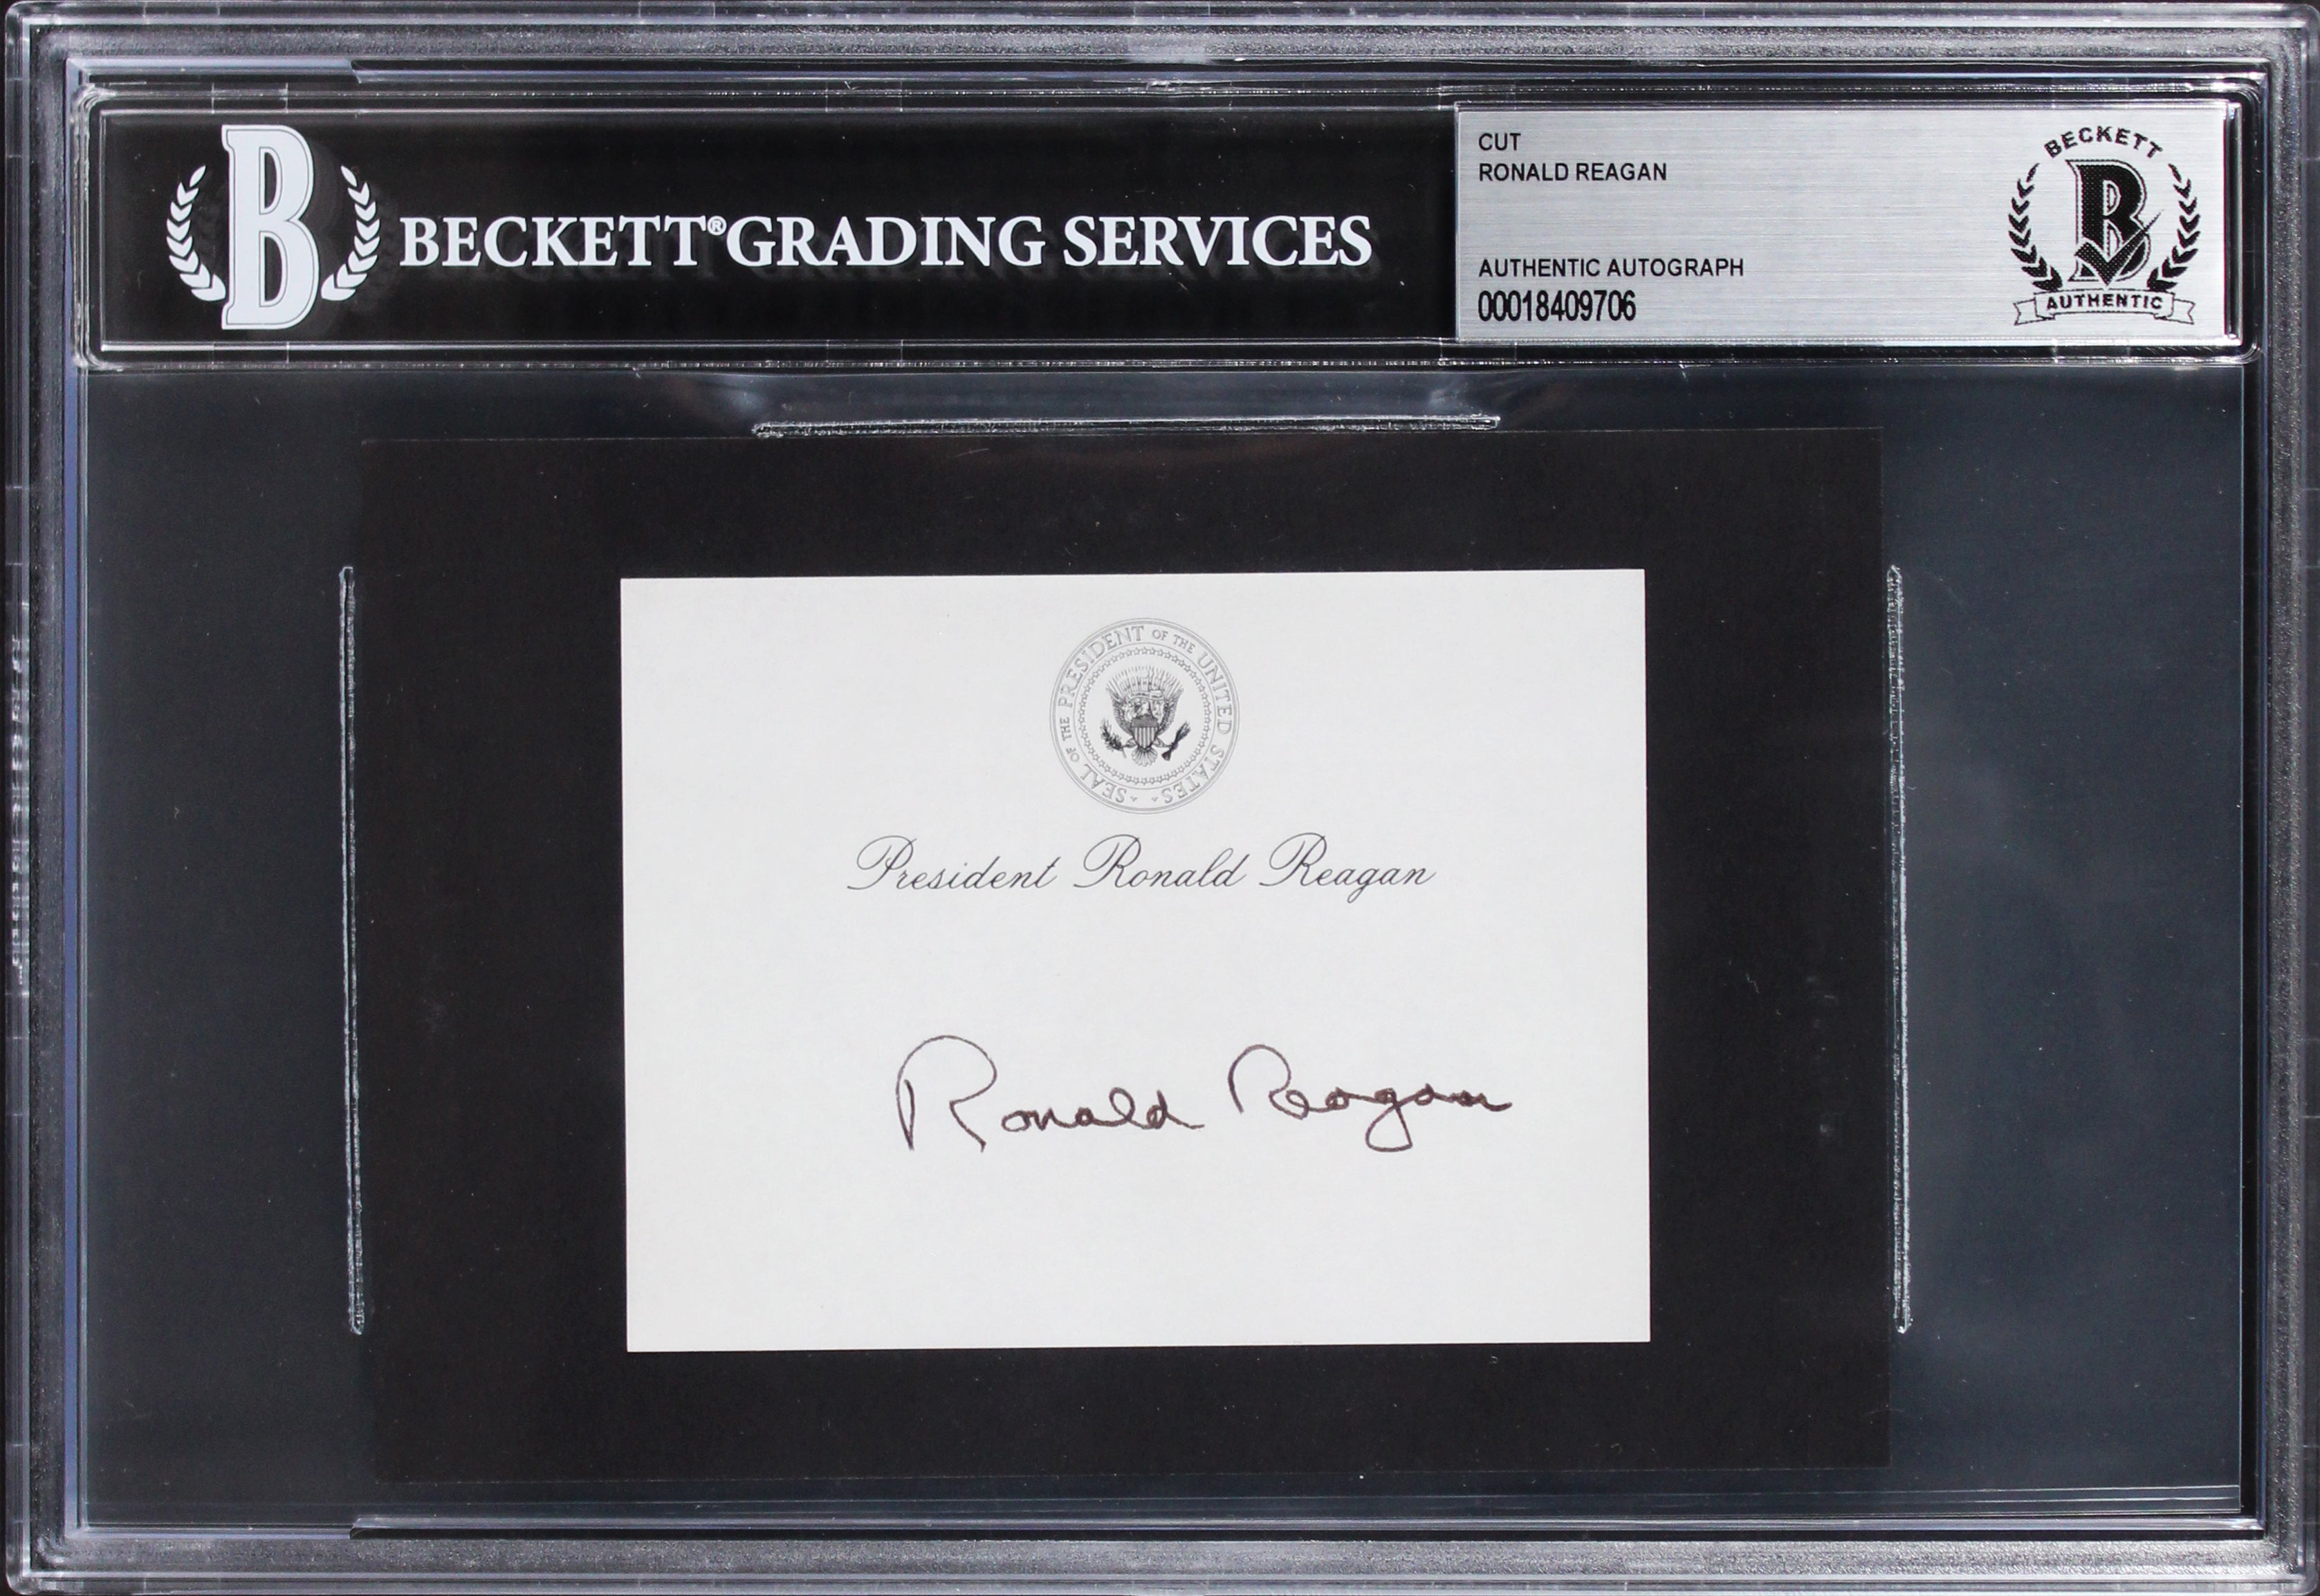 BECKETT® GRADING SERVICES
CUT
RONALD REAGAN
AUTHENTIC AUTOGRAPH
00018409706
BECKETT
B
AUTHENTIC
B
SEAL OF THE PRESIDENT OF THE UNITED STATES
President Ronald Reagan
Ronald Reagan